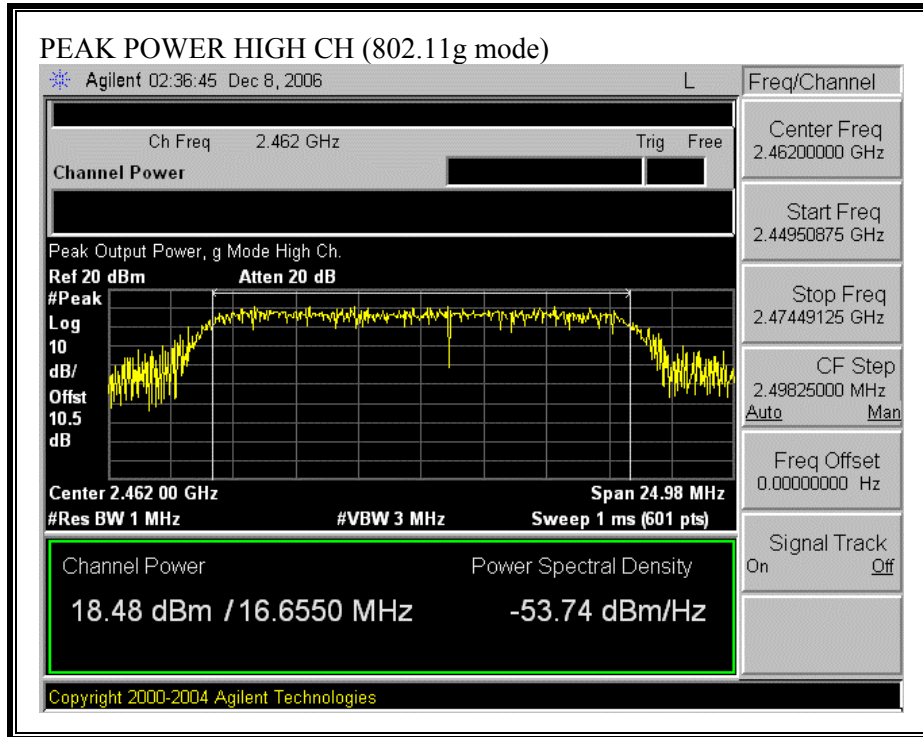 PEAK POWER HIGH CH (802.11g mode)
Agilent 02:36:45 Dec 8, 2006 L
Freq/Channel
Ch Freq 2.462 GHz Trig Free
Channel Power
Center Freq
2.46200000 GHz
Start Freq
2.44950875 GHz
Stop Freq
2.47449125 GHz
CF Step
2.49825000 MHz
Auto Man
Freq Offset
0.00000000 Hz
Signal Track
On Off
Peak Output Power, g Mode High Ch.
Ref 20 dBm Atten 20 dB
#Peak
Log
10
dB/
Offst
10.5
dB
Center 2.462 00 GHz Span 24.98 MHz
#Res BW 1 MHz #VBW 3 MHz Sweep 1 ms (601 pts)
Channel Power Power Spectral Density
18.48 dBm / 16.6550 MHz -53.74 dBm/Hz
Copyright 2000-2004 Agilent Technologies